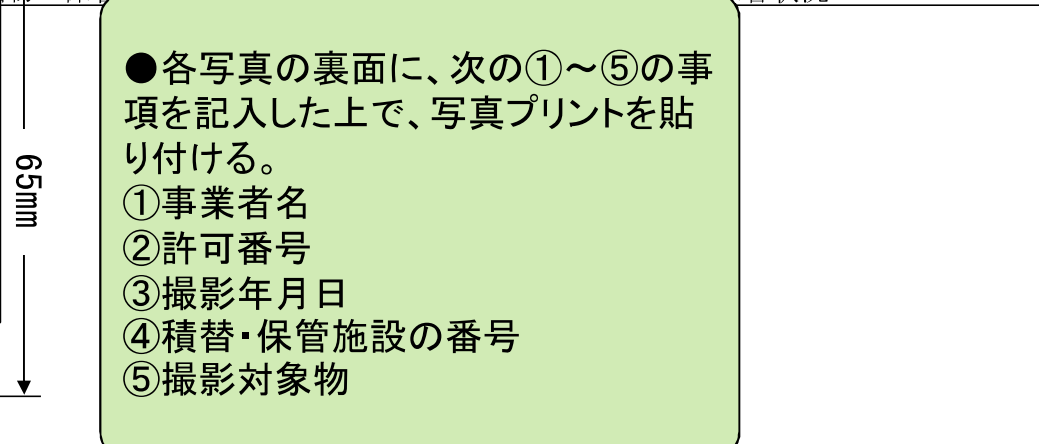 ●各写真の裏面に、次の①～⑤の事
項を記入した上で、写真プリントを貼
り付ける。
①事業者名
②許可番号
③撮影年月日
④積替・保管施設の番号
⑤撮影対象物
65mm